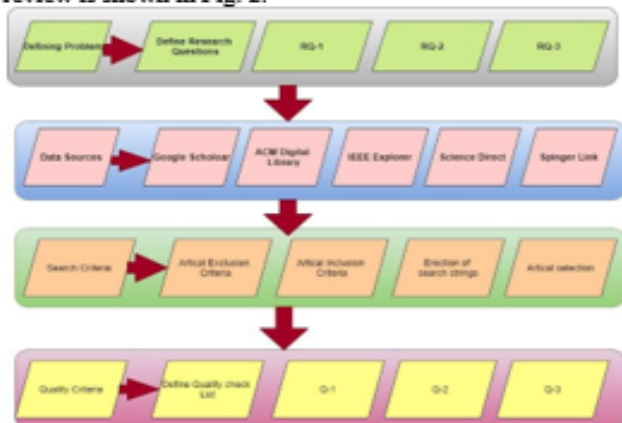 review is shown in Fig. 2.
Defining Problem
Define Research
Questions
RQ-1
RQ-2
RQ-3
Data Sources
Google Scholoar
ACM Digital
Library
IEEE Explorer
Science Direct
Spinger Link
Search Criteria
Artical Exclusion
Criteria
Artical Inclusion
Criteria
Erection of
search strings
Artical selection
Quality Criteria
Define Quality check
List
Q-1
Q-2
Q-3